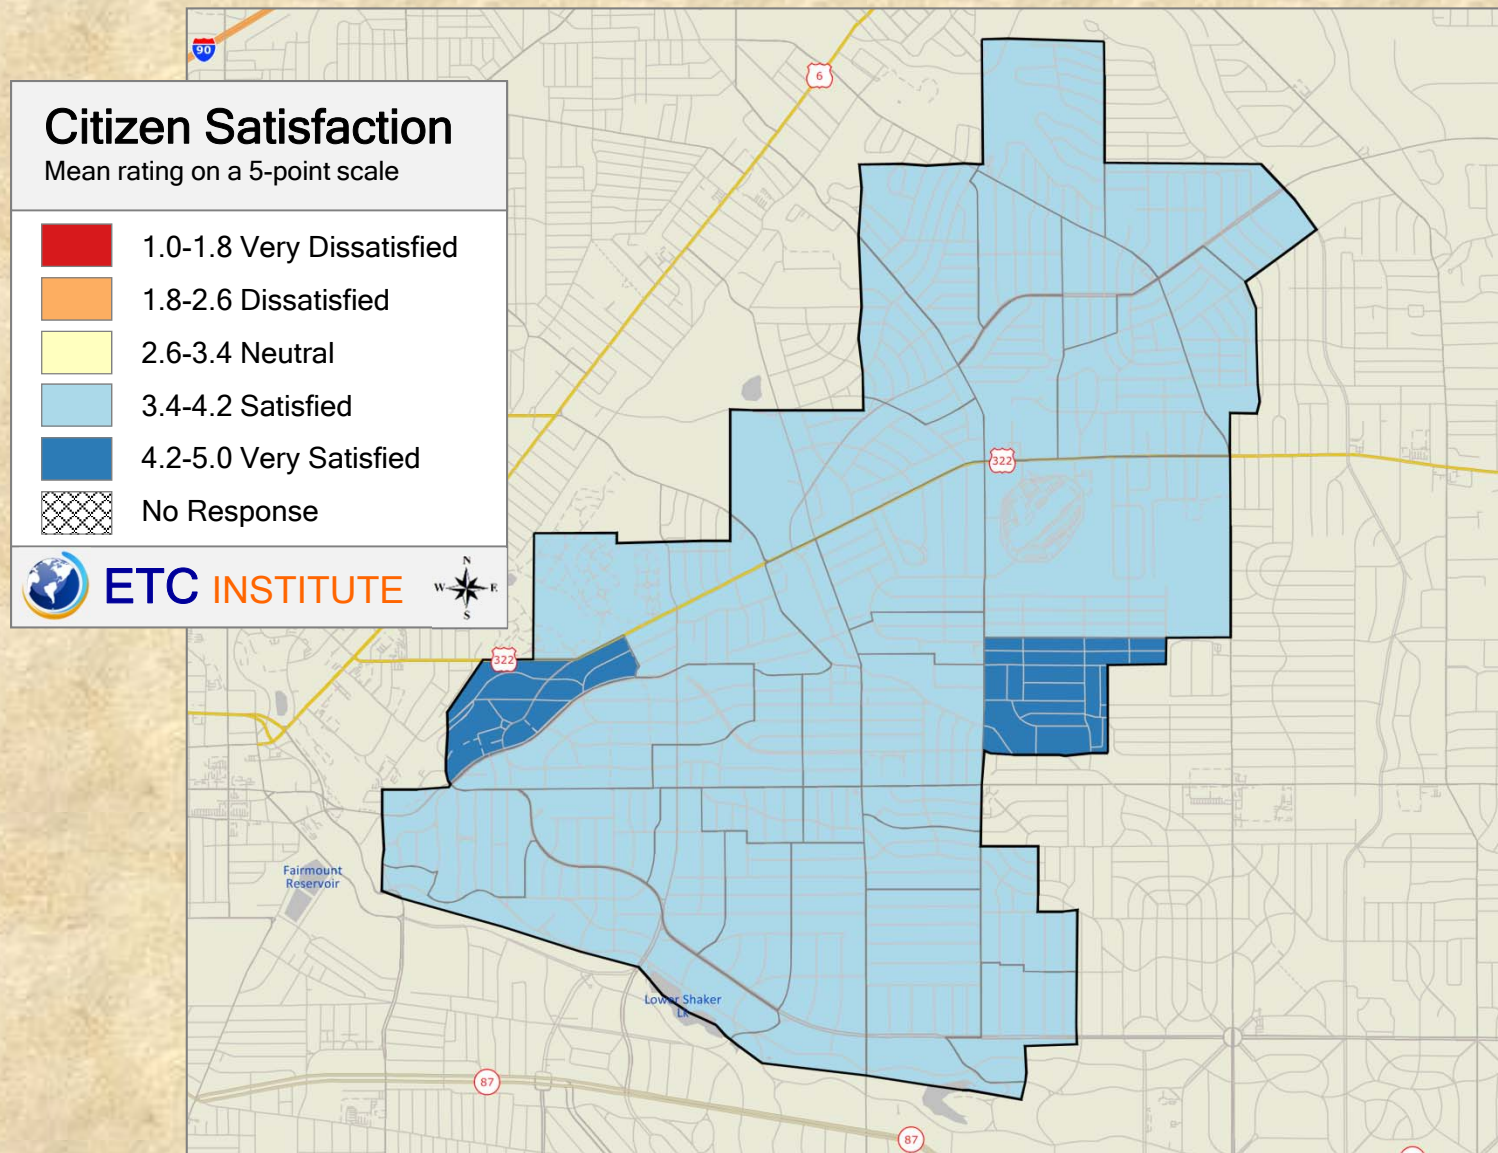 90
6
Citizen Satisfaction
Mean rating on a 5-point scale
1.0-1.8 Very Dissatisfied
1.8-2.6 Dissatisfied
2.6-3.4 Neutral
3.4-4.2 Satisfied
4.2-5.0 Very Satisfied
No Response
ETC INSTITUTE
N
W
E
S
322
322
Fairmount
Reservoir
Lower Shaker
Lk
87
87